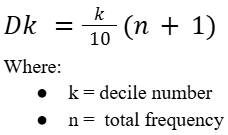 Dk = k/10 (n + 1)
Where:
● k = decile number
● n = total frequency